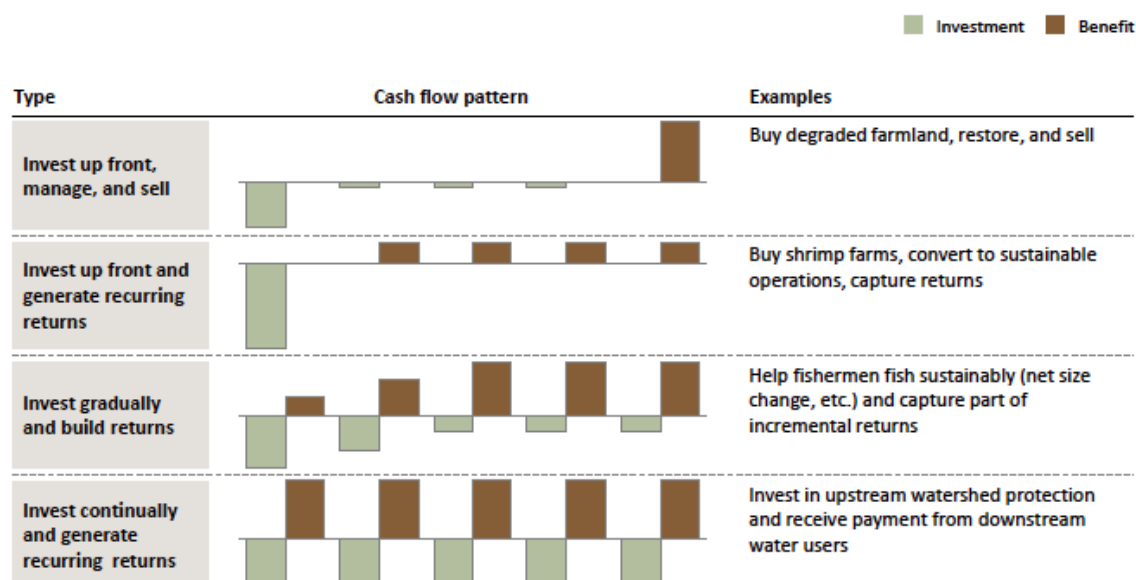 Investment Benefit
Type Cash flow pattern Examples
Invest up front,
manage, and sell
Buy degraded farmland, restore, and sell
Invest up front and
generate recurring
returns
Buy shrimp farms, convert to sustainable
operations, capture returns
Invest gradually
and build returns
Help fishermen fish sustainably (net size
change, etc.) and capture part of
incremental returns
Invest continually
and generate
recurring returns
Invest in upstream watershed protection
and receive payment from downstream
water users